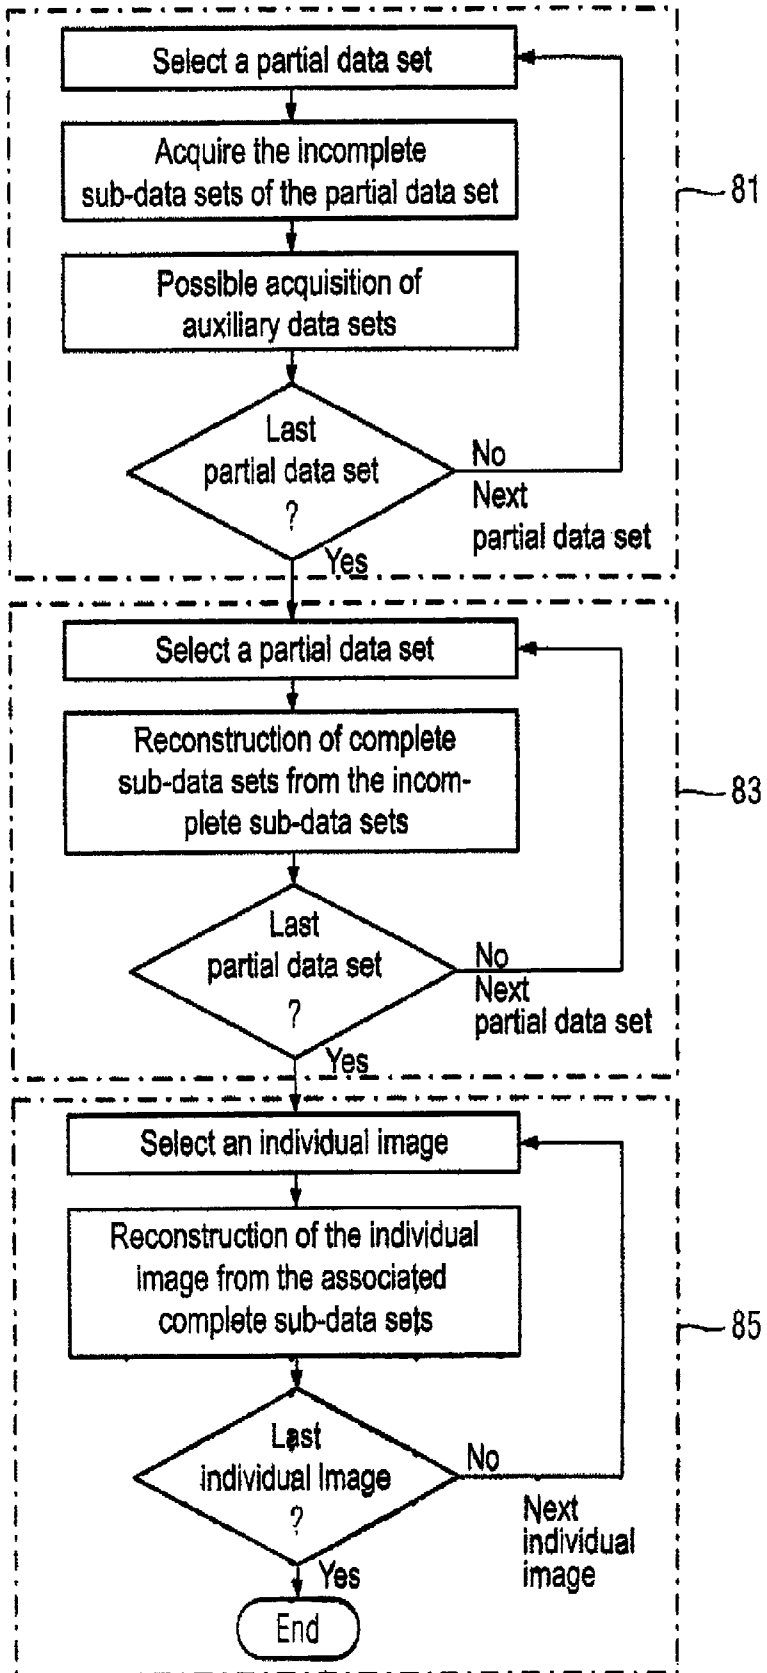 Select a partial data set
Acquire the incomplete
sub-data sets of the partial data set
81
Possible acquisition of
auxiliary data sets
Last
partial data set
?
No
Next
partial data set
Yes
Select a partial data set
Reconstruction of complete
sub-data sets from the incom-
plete sub-data sets
83
Last
partial data set
?
No
Next
partial data set
Yes
Select an individual image
Reconstruction of the individual
image from the associated
complete sub-data sets
85
Last
individual Image
?
No
Next
individual
image
Yes
End